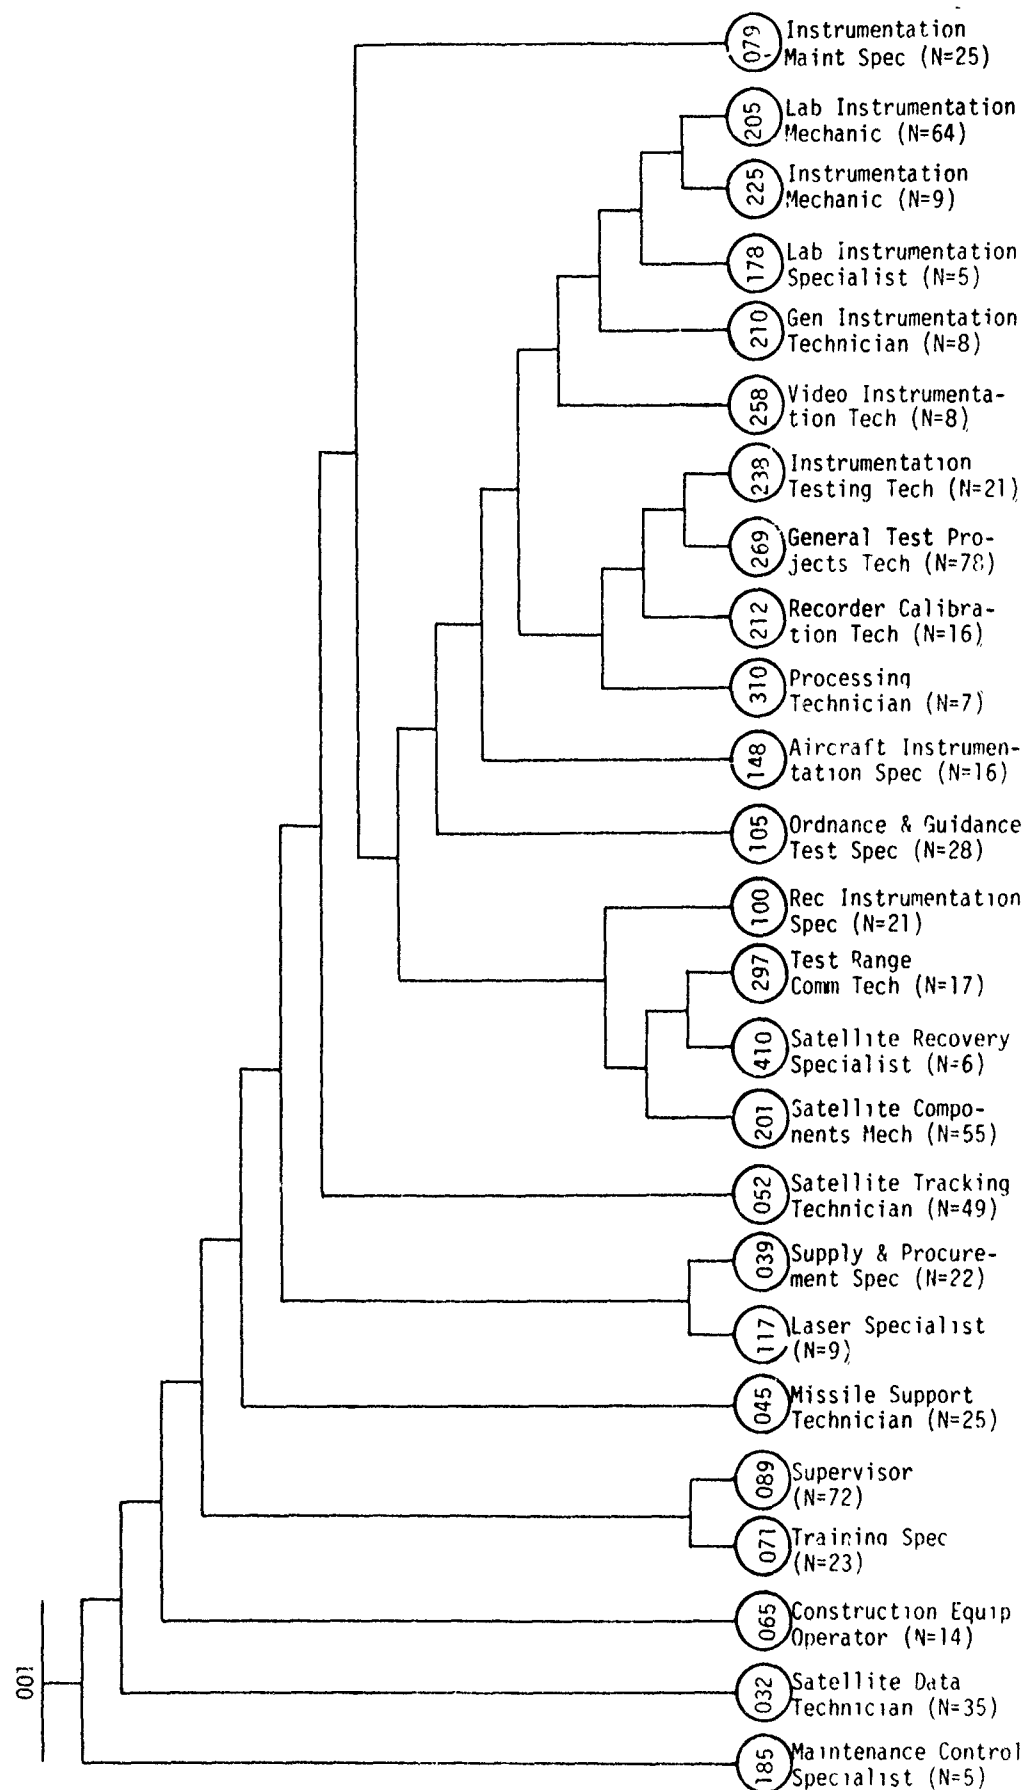 079
Instrumentation
Maint Spec (N=25)
205
Lab Instrumentation
Mechanic (N=64)
225
Instrumentation
Mechanic (N=9)
178
Lab Instrumentation
Specialist (N=5)
210
Gen Instrumentation
Technician (N=8)
258
Video Instrumenta-
tion Tech (N=8)
238
Instrumentation
Testing Tech (N=21)
269
General Test Pro-
jects Tech (N=78)
212
Recorder Calibra-
tion Tech (N=16)
310
Processing
Technician (N=7)
148
Aircraft Instrumen-
tation Spec (N=16)
105
Ordnance & Guidance
Test Spec (N=28)
100
Rec Instrumentation
Spec (N=21)
297
Test Range
Comm Tech (N=17)
410
Satellite Recovery
Specialist (N=6)
201
Satellite Compo-
nents Mech (N=55)
052
Satellite Tracking
Technician (N=49)
039
Supply & Procure-
ment Spec (N=22)
117
Laser Specialist
(N=9)
045
Missile Support
Technician (N=25)
089
Supervisor
(N=72)
071
Training Spec
(N=23)
065
Construction Equip
Operator (N=14)
001
032
Satellite Data
Technician (N=35)
185
Maintenance Control
Specialist (N=5)